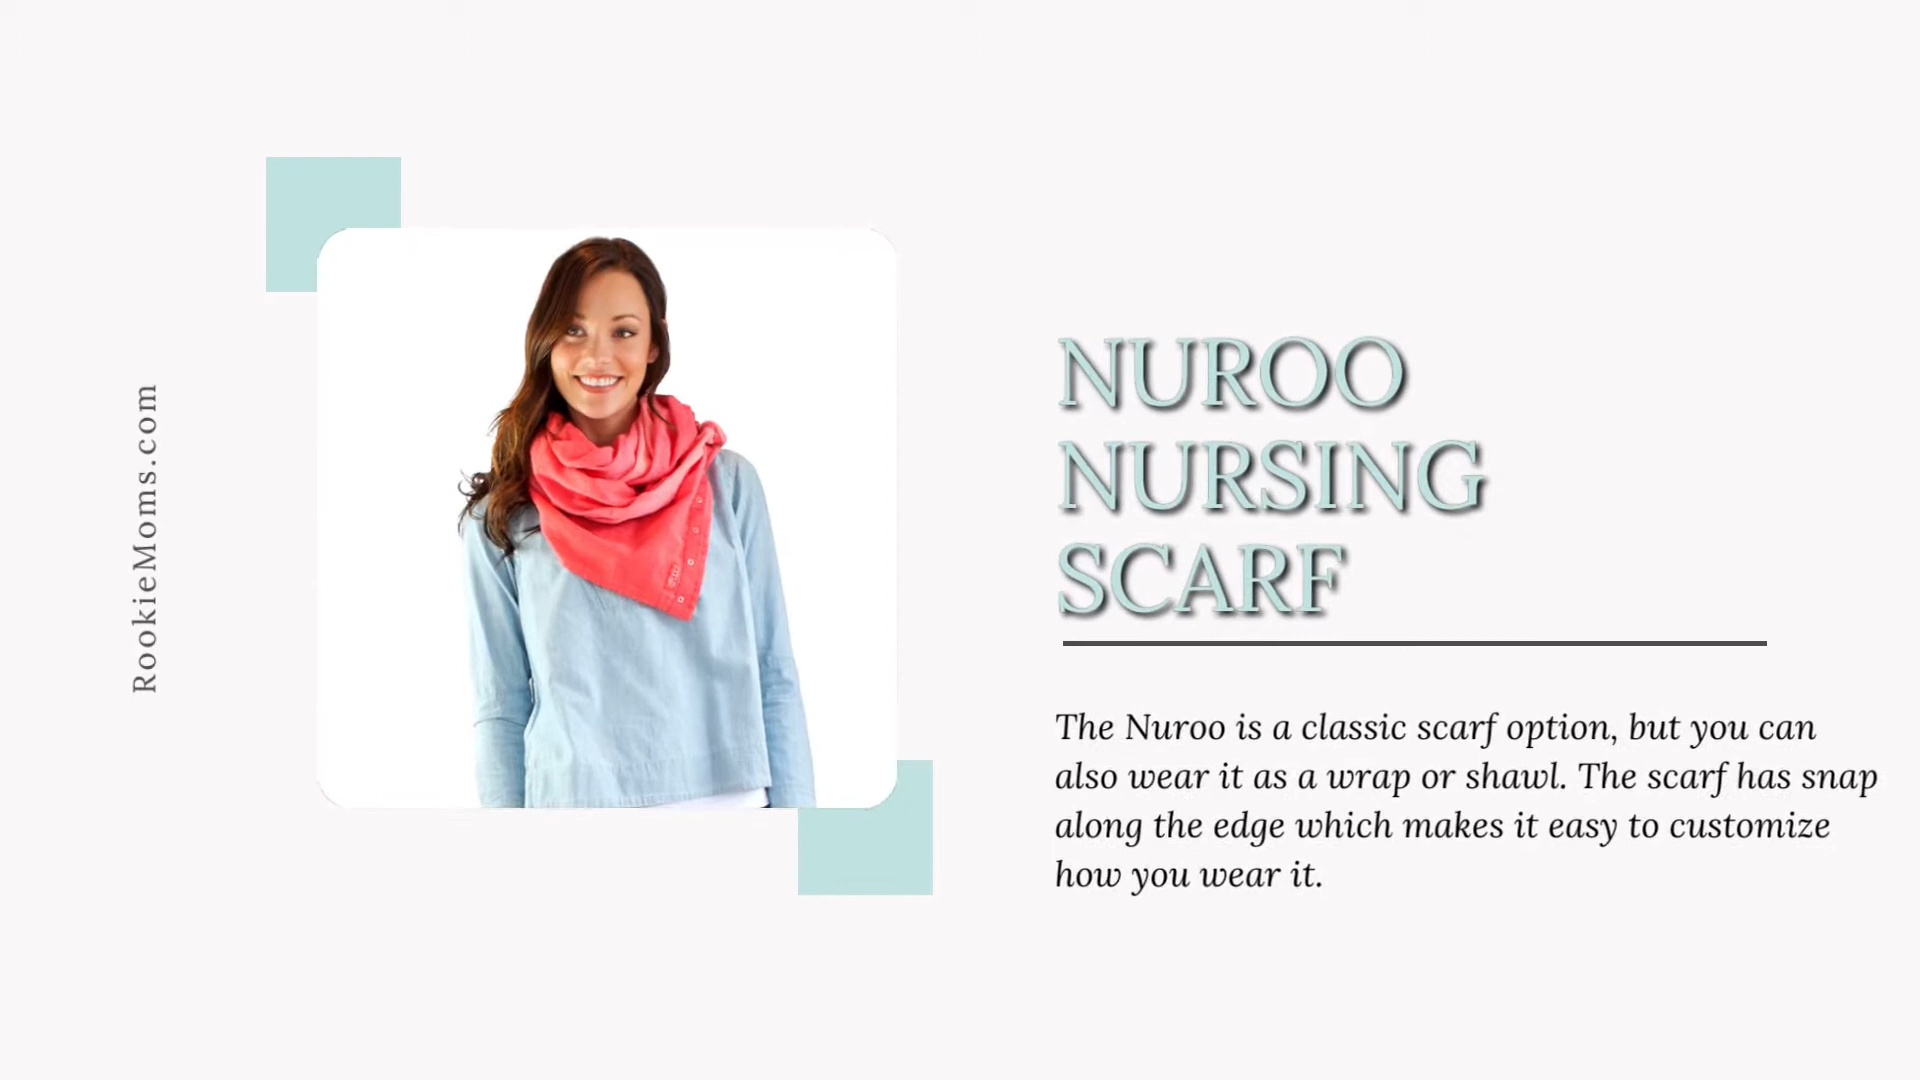 RookieMoms.com
NUROO
NURSING
SCARF
The Nuroo is a classic scarf option, but you can
also wear it as a wrap or shawl. The scarf has snap
along the edge which makes it easy to customize
how you wear it.